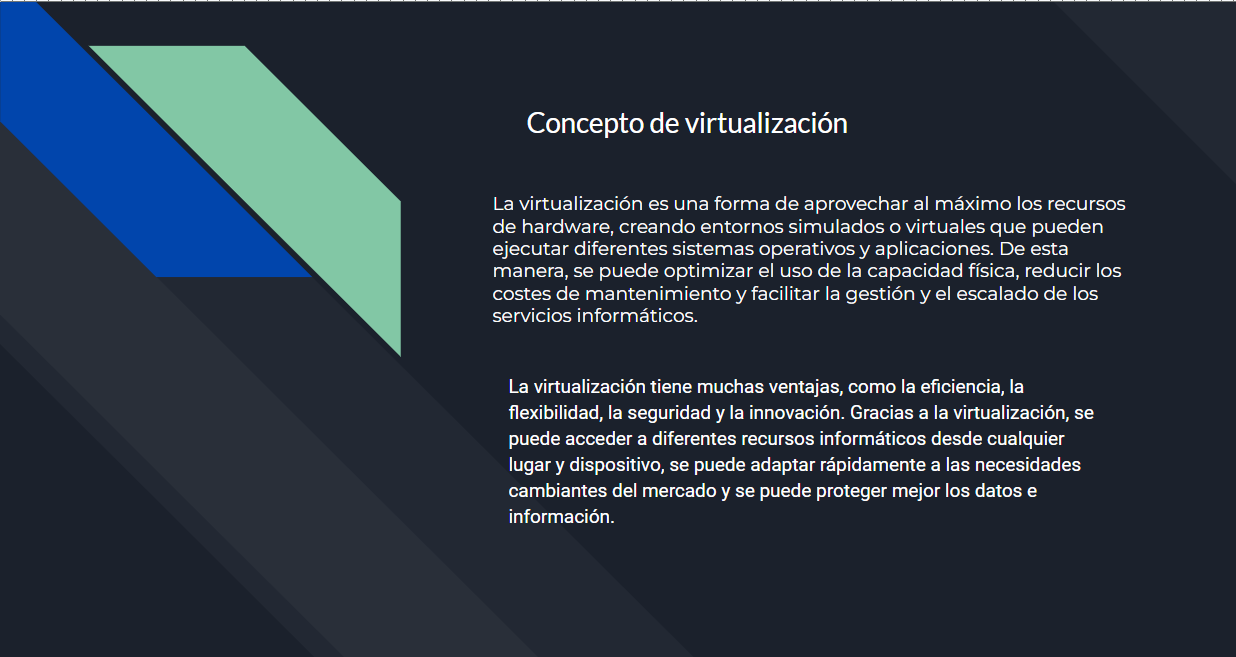 Concepto de virtualización
La virtualización es una forma de aprovechar al máximo los recursos
de hardware, creando entornos simulados o virtuales que pueden
ejecutar diferentes sistemas operativos y aplicaciones. De esta
manera, se puede optimizar el uso de la capacidad física, reducir los
costes de mantenimiento y facilitar la gestión y el escalado de los
servicios informáticos.
La virtualización tiene muchas ventajas, como la eficiencia, la
flexibilidad, la seguridad y la innovación. Gracias a la virtualización, se
puede acceder a diferentes recursos informáticos desde cualquier
lugar y dispositivo, se puede adaptar rápidamente a las necesidades
cambiantes del mercado y se puede proteger mejor los datos e
información.